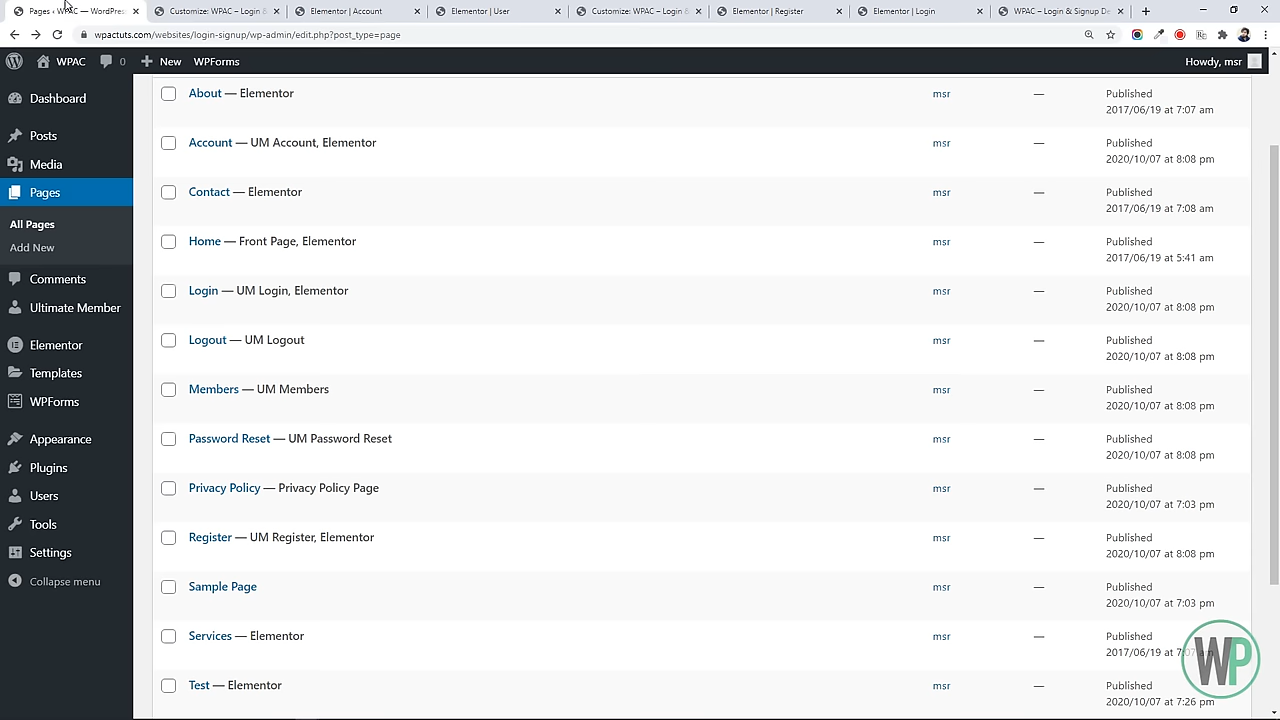 Pages ‹ WPAC — WordPres
Customize: WPAC – Login &
Elementor | Account
Elementor | User
Customize: WPAC – Login &
Elementor | Register
Elementor | Login
WPAC – Login & Signup De
wpactuts.com/websites/login-signup/wp-admin/edit.php?post_type=page
WPAC
0
New
WPForms
Howdy, msr
Dashboard
Posts
Media
Pages
All Pages
Add New
Comments
Ultimate Member
Elementor
Templates
WPForms
Appearance
Plugins
Users
Tools
Settings
Collapse menu
About — Elementor
msr
—
Published
2017/06/19 at 7:07 am
Account — UM Account, Elementor
msr
—
Published
2020/10/07 at 8:08 pm
Contact — Elementor
msr
—
Published
2017/06/19 at 7:08 am
Home — Front Page, Elementor
msr
—
Published
2017/06/19 at 5:41 am
Login — UM Login, Elementor
msr
—
Published
2020/10/07 at 8:08 pm
Logout — UM Logout
msr
—
Published
2020/10/07 at 8:08 pm
Members — UM Members
msr
—
Published
2020/10/07 at 8:08 pm
Password Reset — UM Password Reset
msr
—
Published
2020/10/07 at 8:08 pm
Privacy Policy — Privacy Policy Page
msr
—
Published
2020/10/07 at 7:03 pm
Register — UM Register, Elementor
msr
—
Published
2020/10/07 at 8:08 pm
Sample Page
msr
—
Published
2020/10/07 at 7:03 pm
Services — Elementor
msr
—
Published
2017/06/19 at 7:07 am
Test — Elementor
msr
—
Published
2020/10/07 at 7:26 pm
WP